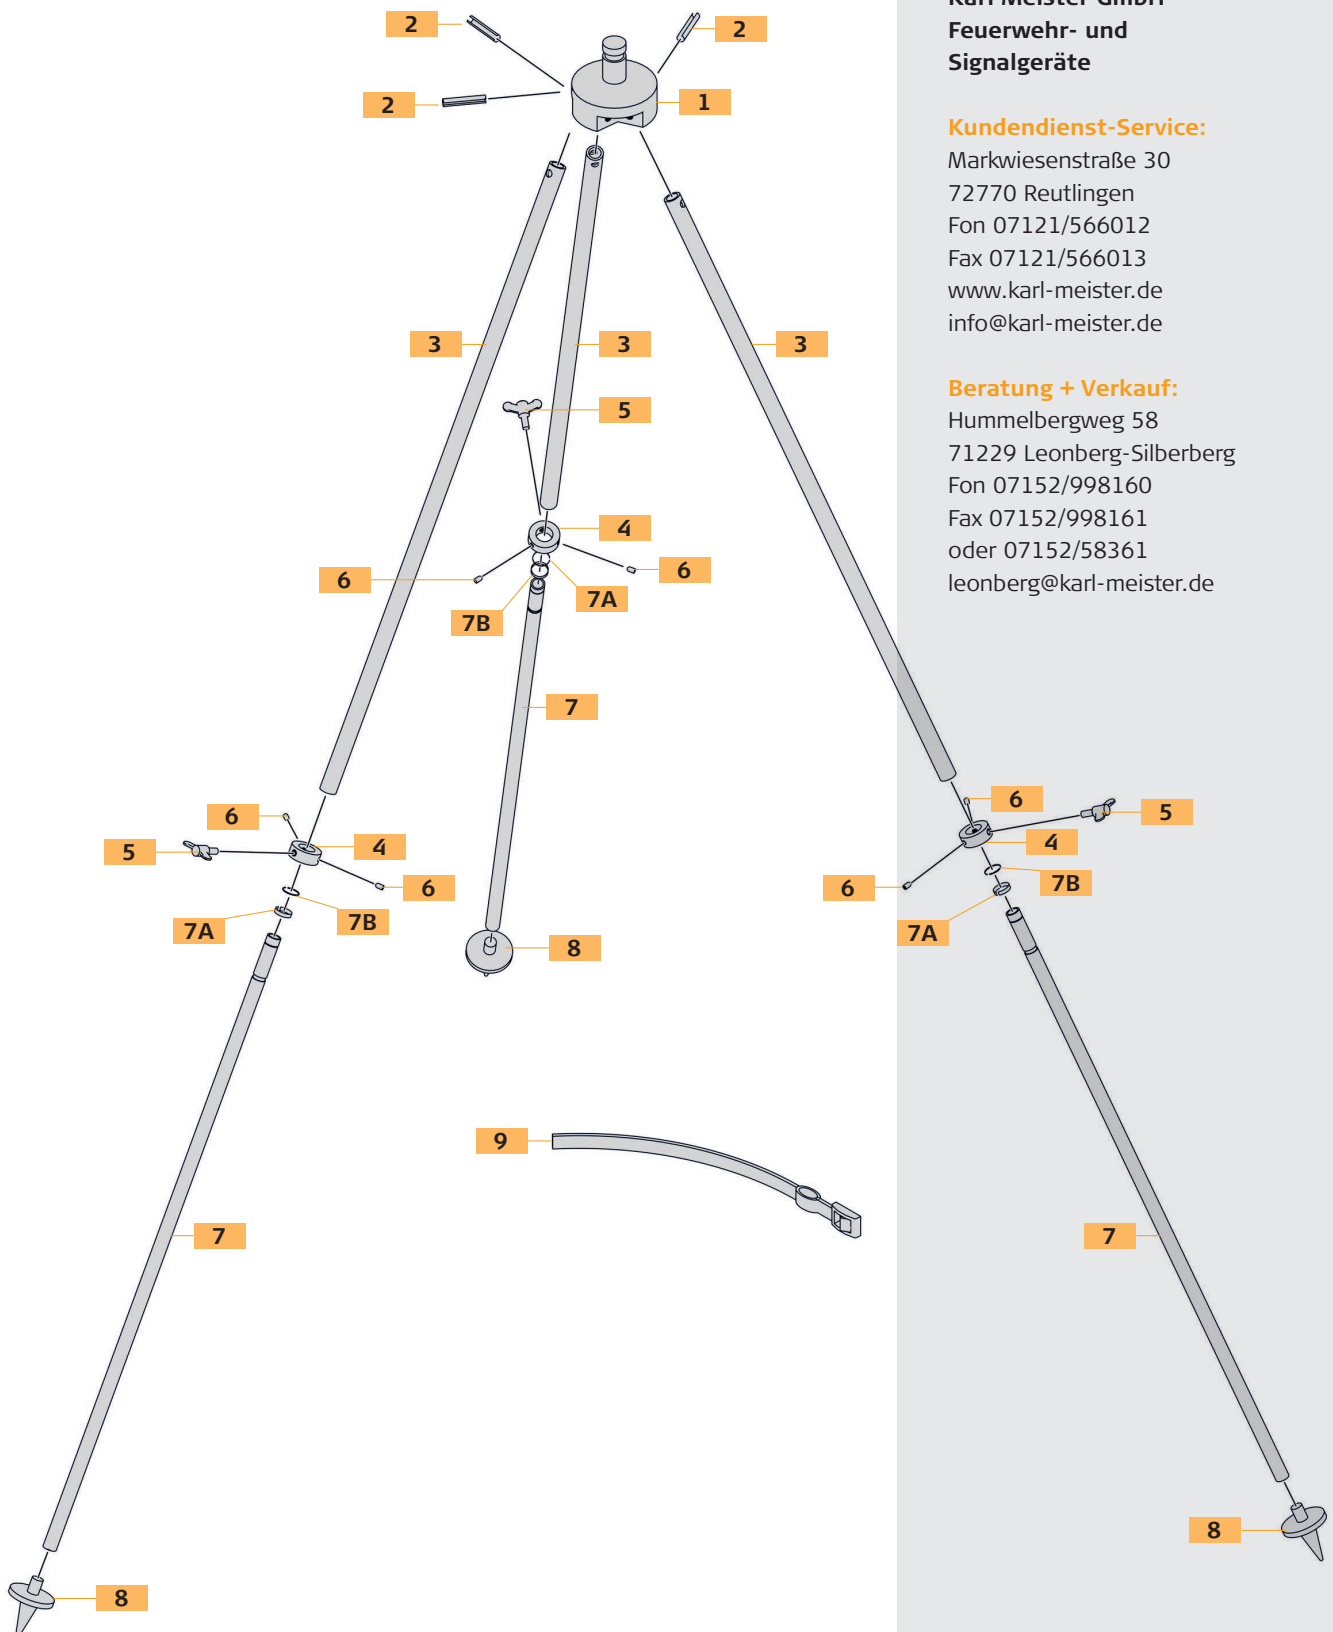 Karl Meister GmbH
Feuerwehr- und
Signalgeräte
Kundendienst-Service:
Markwiesenstraße 30
72770 Reutlingen
Fon 07121/566012
Fax 07121/566013
www.karl-meister.de
info@karl-meister.de
Beratung + Verkauf:
Hummelbergweg 58
71229 Leonberg-Silberberg
Fon 07152/998160
Fax 07152/998161
oder 07152/58361
leonberg@karl-meister.de
2
2
2
1
3
3
3
5
4
6
6
7A
7B
7
6
5
4
6
7A
7B
8
6
5
4
6
7B
7A
9
7
7
8
8